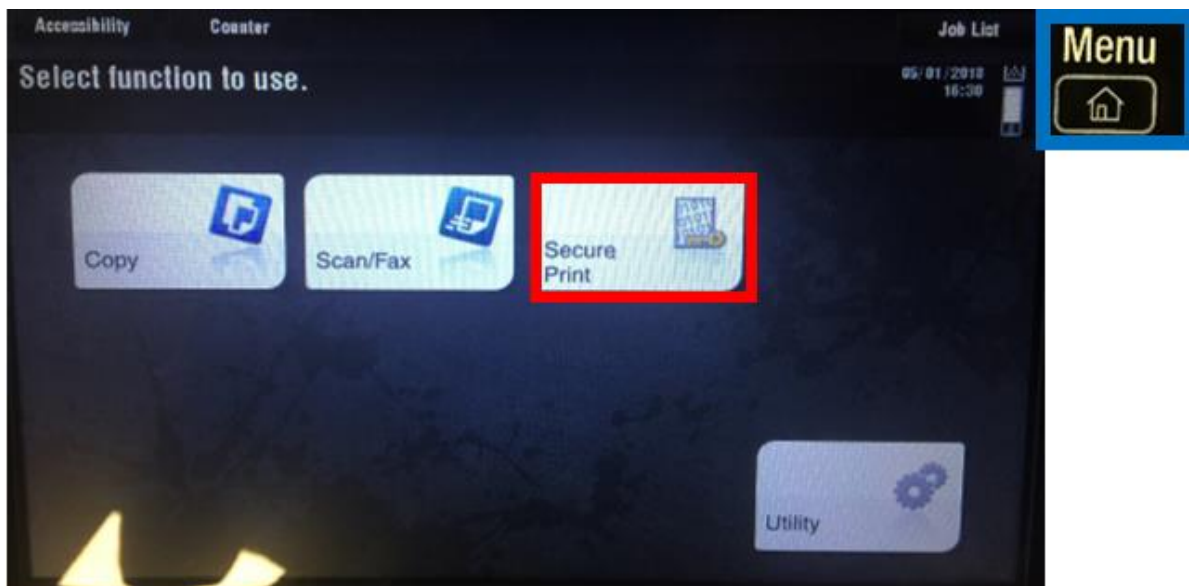 Accessibility Counter Job List
Menu
Select function to use.
05/01/2018
16:30
Copy
Scan/Fax
Secure
Print
Utility